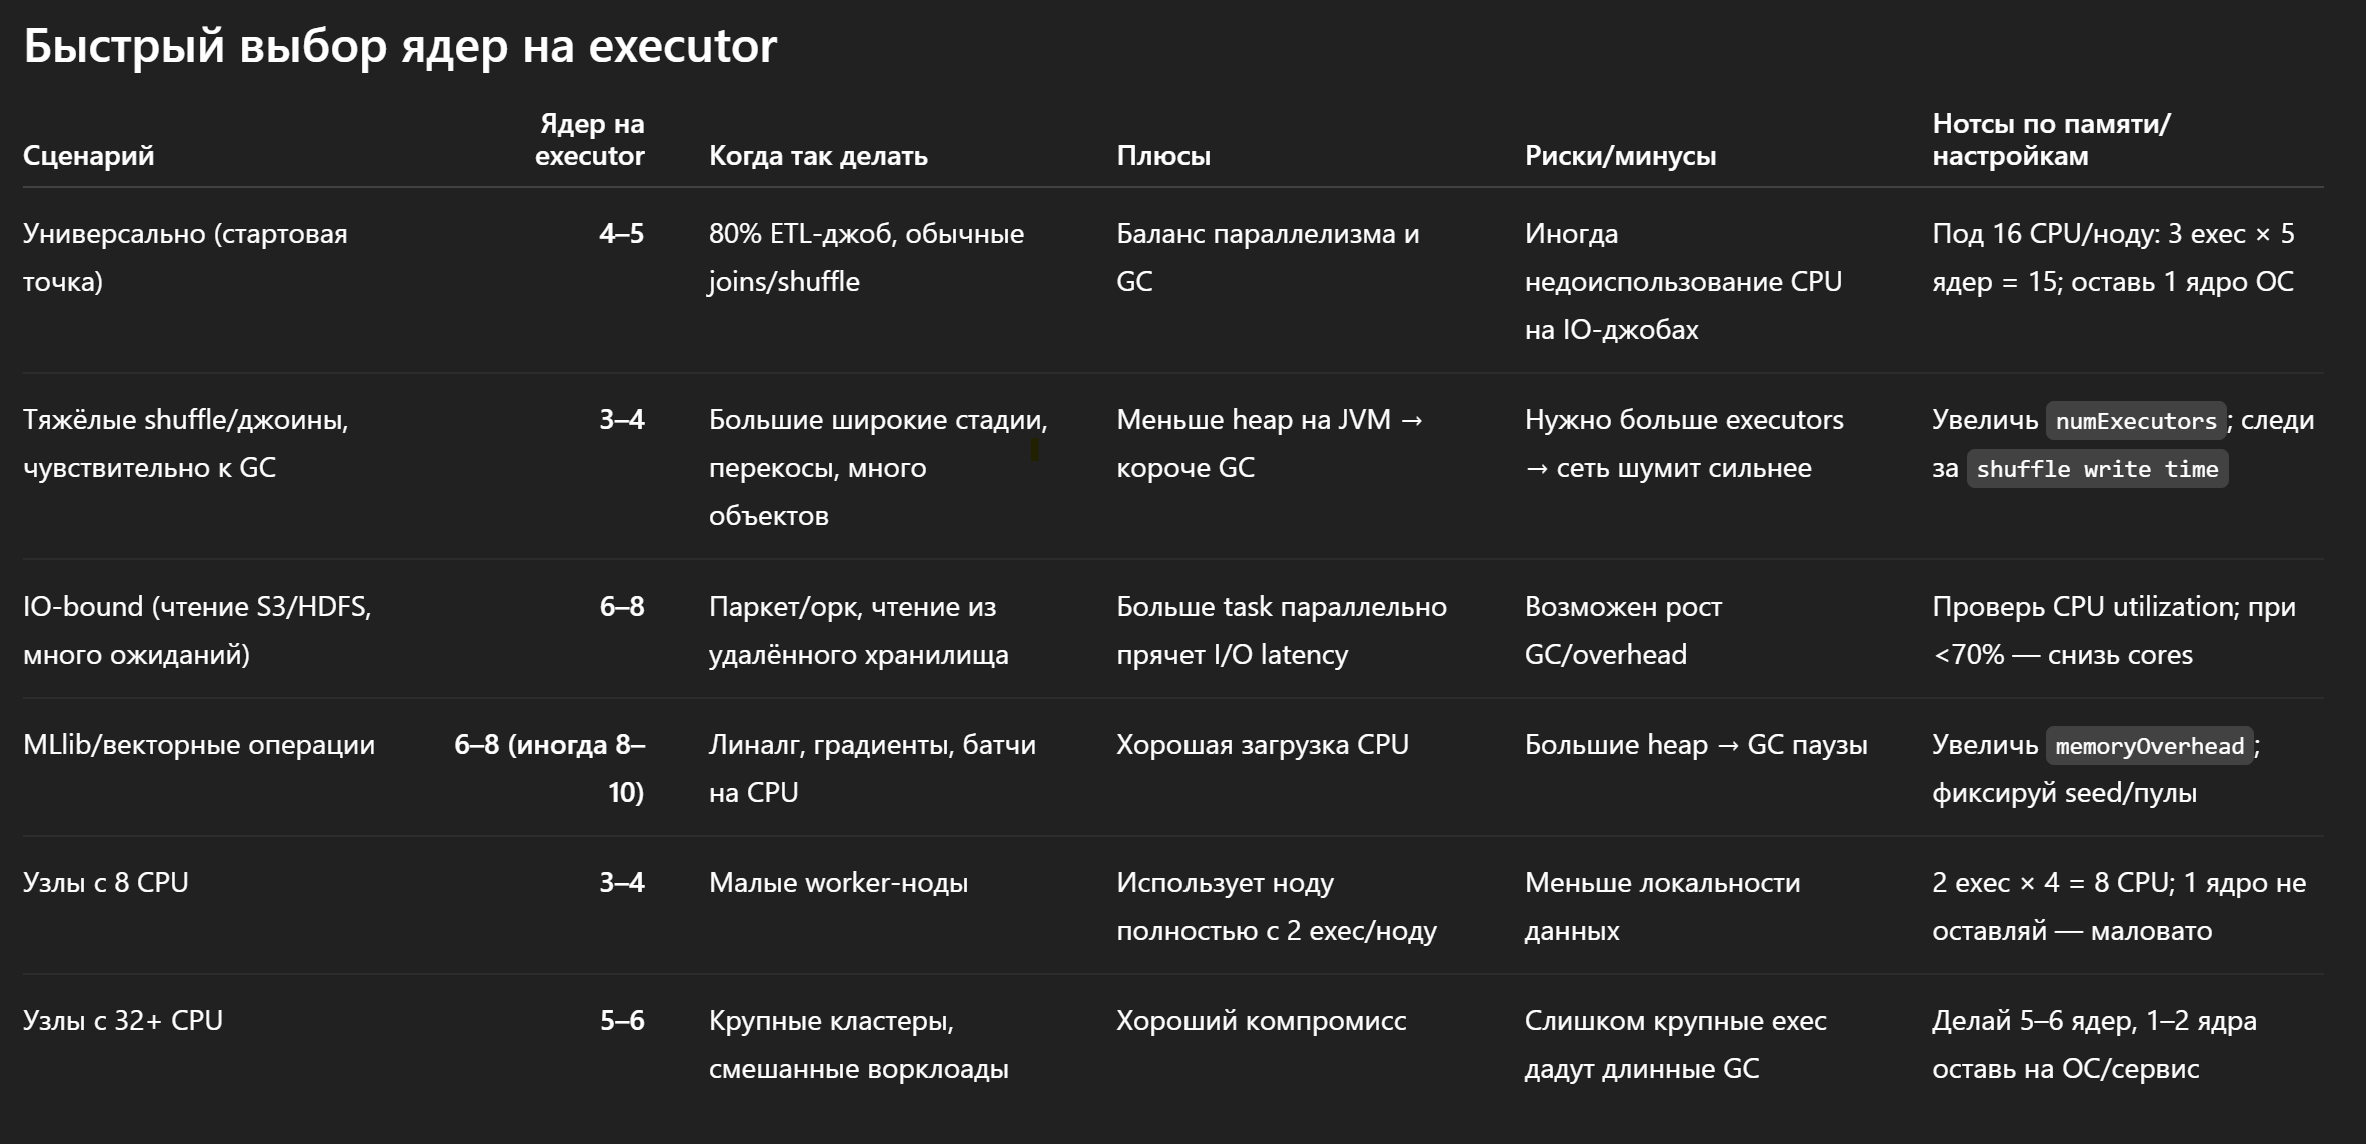 Быстрый выбор ядер на executor
Сценарий
Ядер на
executor
Когда так делать
Плюсы
Риски/минусы
Нотсы по памяти/
настройкам
Универсально (стартовая
точка)
4–5
80% ETL-джоб, обычные
joins/shuffle
Баланс параллелизма и
GC
Иногда
недоиспользование CPU
на IO-джобах
Под 16 CPU/ноду: 3 exec × 5
ядер = 15; оставь 1 ядро ОС
Тяжёлые shuffle/джоины,
чувствительно к GC
3–4
Большие широкие стадии,
перекосы, много
объектов
Меньше heap на JVM →
короче GC
Нужно больше executors
→ сеть шумит сильнее
Увеличь numExecutors; следи
за shuffle write time
IO-bound (чтение S3/HDFS,
много ожиданий)
6–8
Паркет/орк, чтение из
удалённого хранилища
Больше task параллельно
прячет I/O latency
Возможен рост
GC/overhead
Проверь CPU utilization; при
<70% — снизь cores
MLlib/векторные операции
6–8 (иногда 8–
10)
Линалг, градиенты, батчи
на CPU
Хорошая загрузка CPU
Большие heap → GC паузы
Увеличь memoryOverhead;
фиксируй seed/пулы
Узлы с 8 CPU
3–4
Малые worker-ноды
Использует ноду
полностью с 2 exec/ноду
Меньше локальности
данных
2 exec × 4 = 8 CPU; 1 ядро не
оставляй — маловато
Узлы с 32+ CPU
5–6
Крупные кластеры,
смешанные ворклоады
Хороший компромисс
Слишком крупные exec
дадут длинные GC
Делай 5–6 ядер, 1–2 ядра
оставь на ОС/сервис